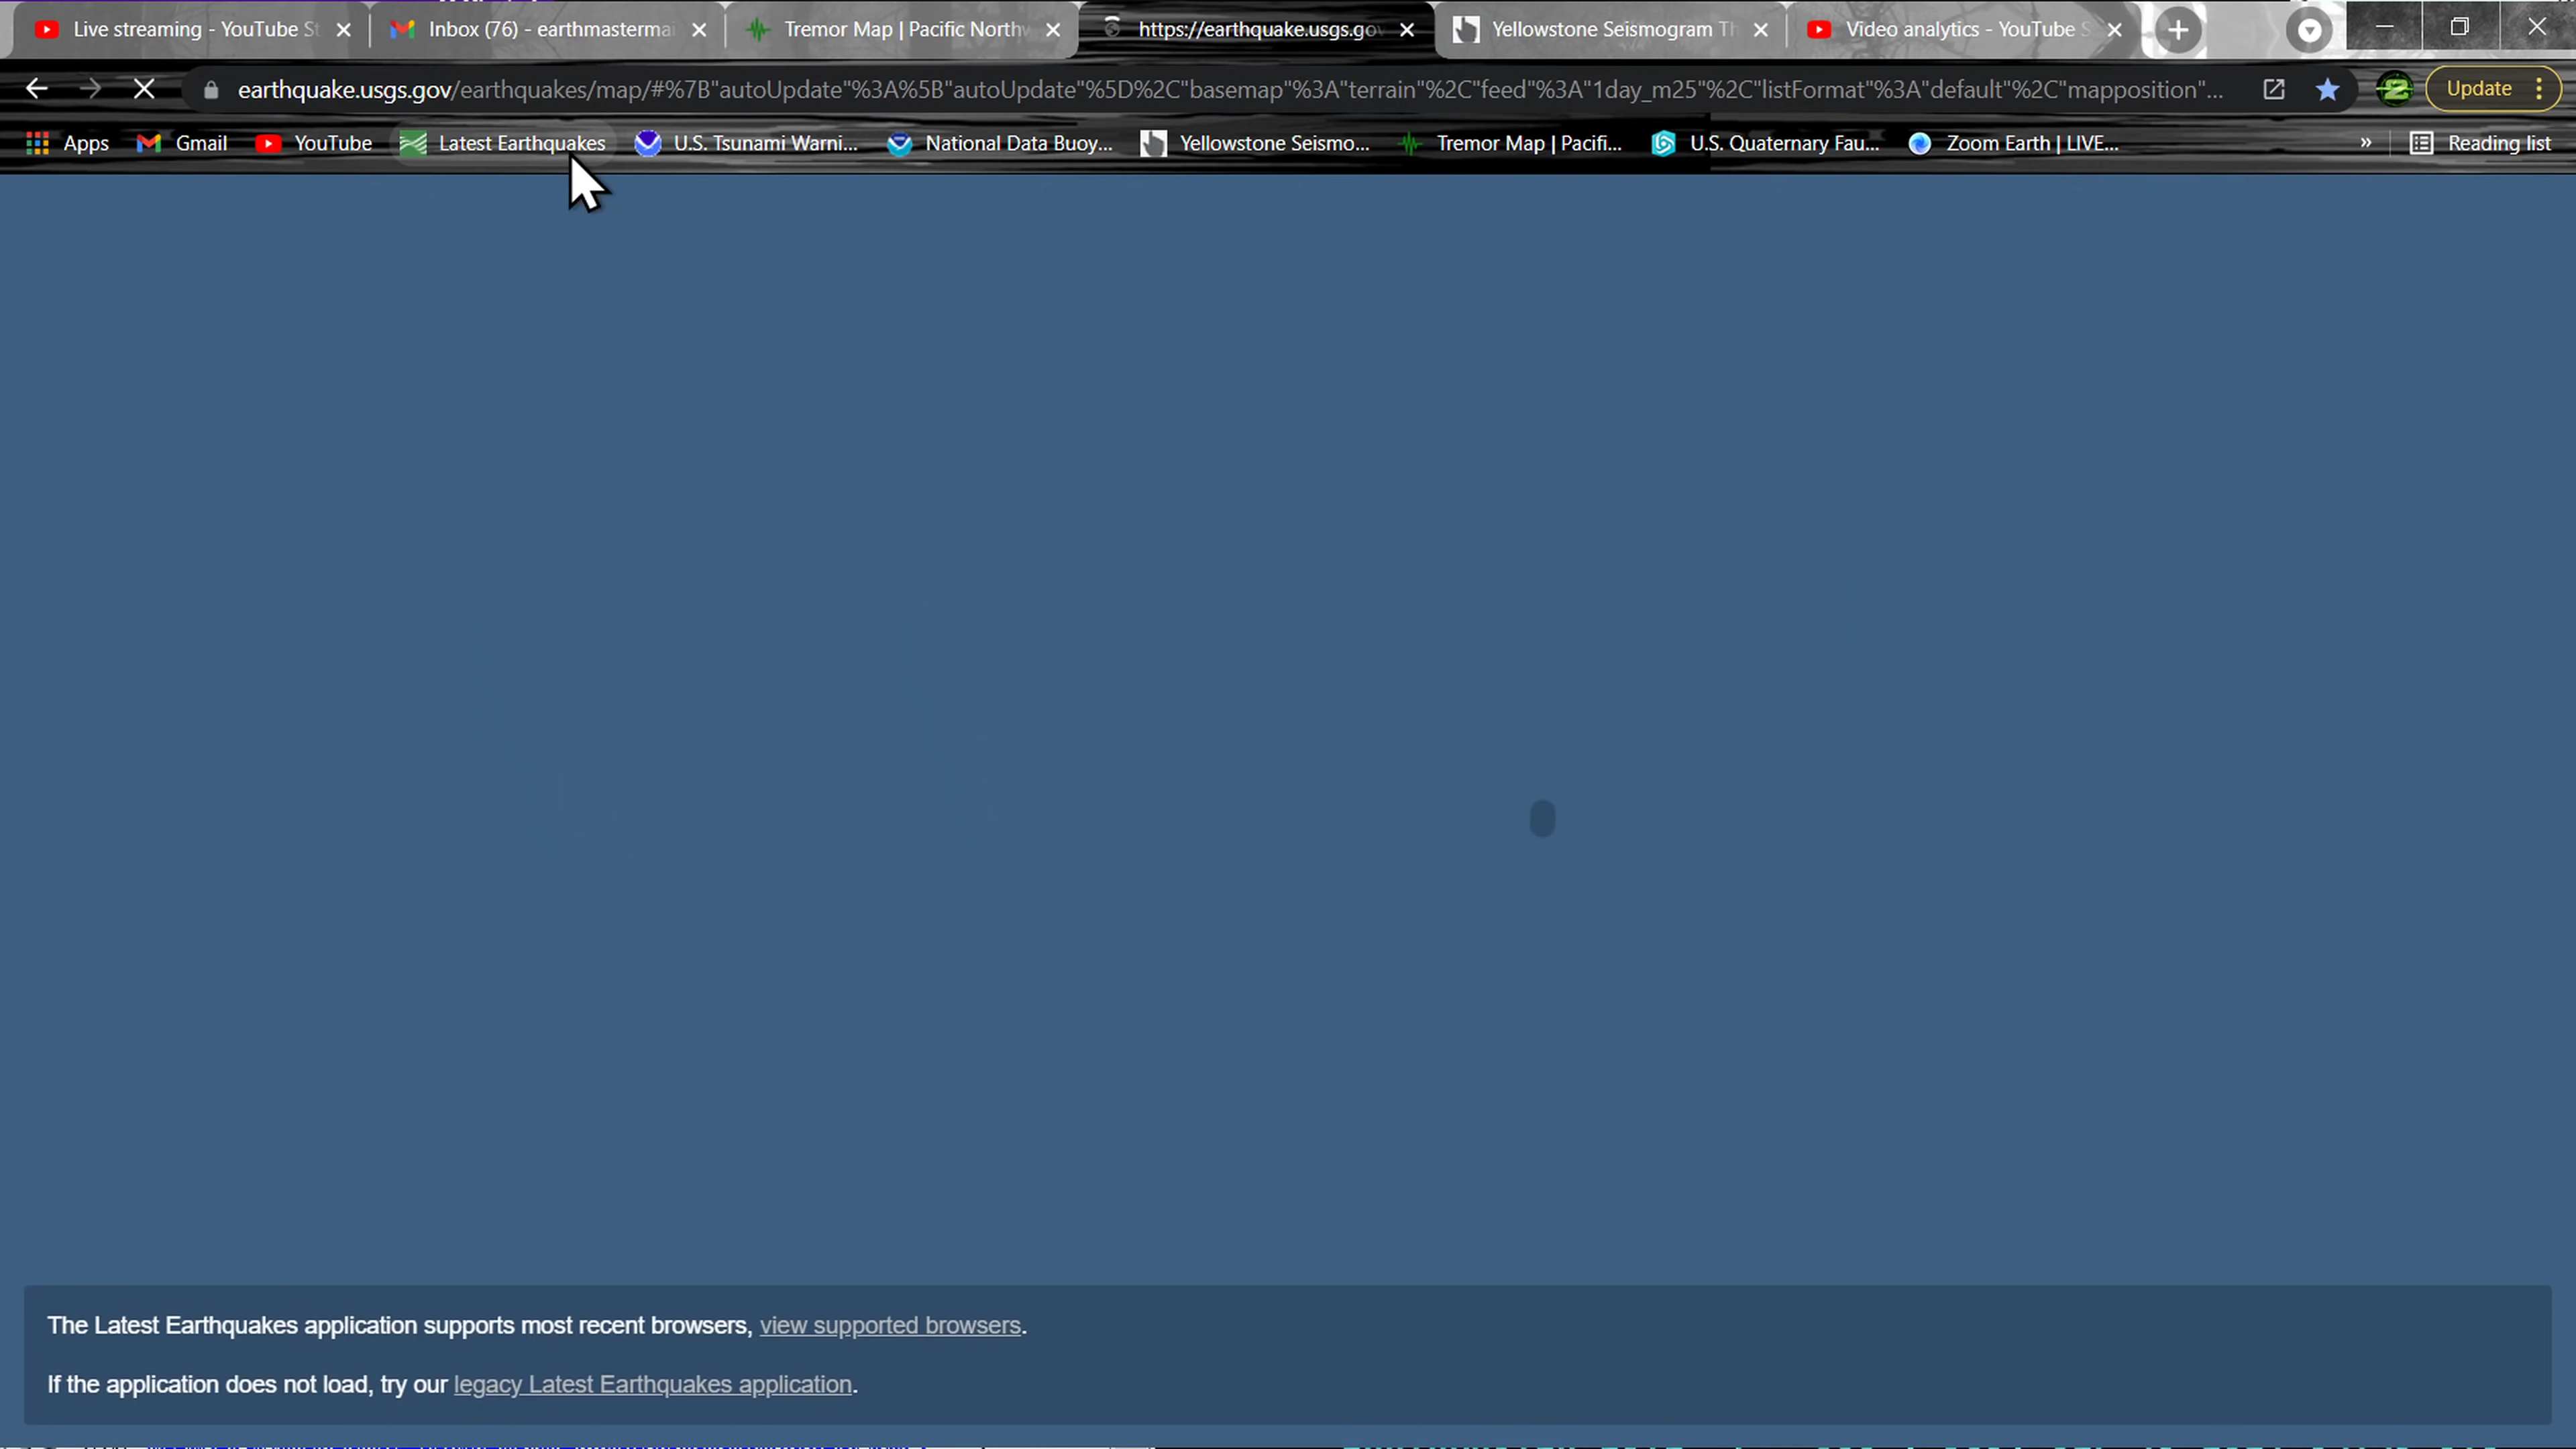 Live streaming - YouTube St
Inbox (76) - earthmastermai
Tremor Map | Pacific Northw
https://earthquake.usgs.gov
Yellowstone Seismogram Th
Video analytics - YouTube S
earthquake.usgs.gov/earthquakes/map/#%7B"autoUpdate"%3A%5B"autoUpdate"%5D%2C"basemap"%3A"terrain"%2C"feed"%3A"1day_m25"%2C"listFormat"%3A"default"%2C"mapposition"...
Update
Apps
Gmail
YouTube
Latest Earthquakes
U.S. Tsunami Warni...
National Data Buoy...
Yellowstone Seismo...
Tremor Map | Pacifi...
U.S. Quaternary Fau...
Zoom Earth | LIVE...
»
Reading list
The Latest Earthquakes application supports most recent browsers, view supported browsers.
If the application does not load, try our legacy Latest Earthquakes application.